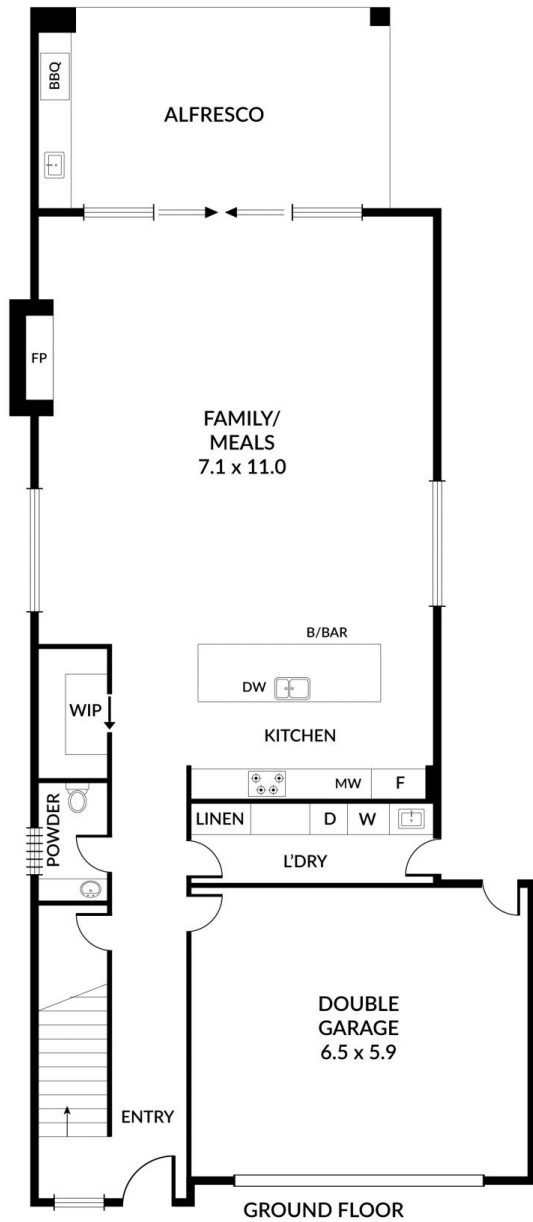 BBQ
ALFRESCO
FP
FAMILY/
MEALS
7.1 x 11.0
B/BAR
DW
WIP
KITCHEN
MW
F
POWDER
LINEN
D
W
L'DRY
DOUBLE
GARAGE
6.5 x 5.9
ENTRY
GROUND FLOOR